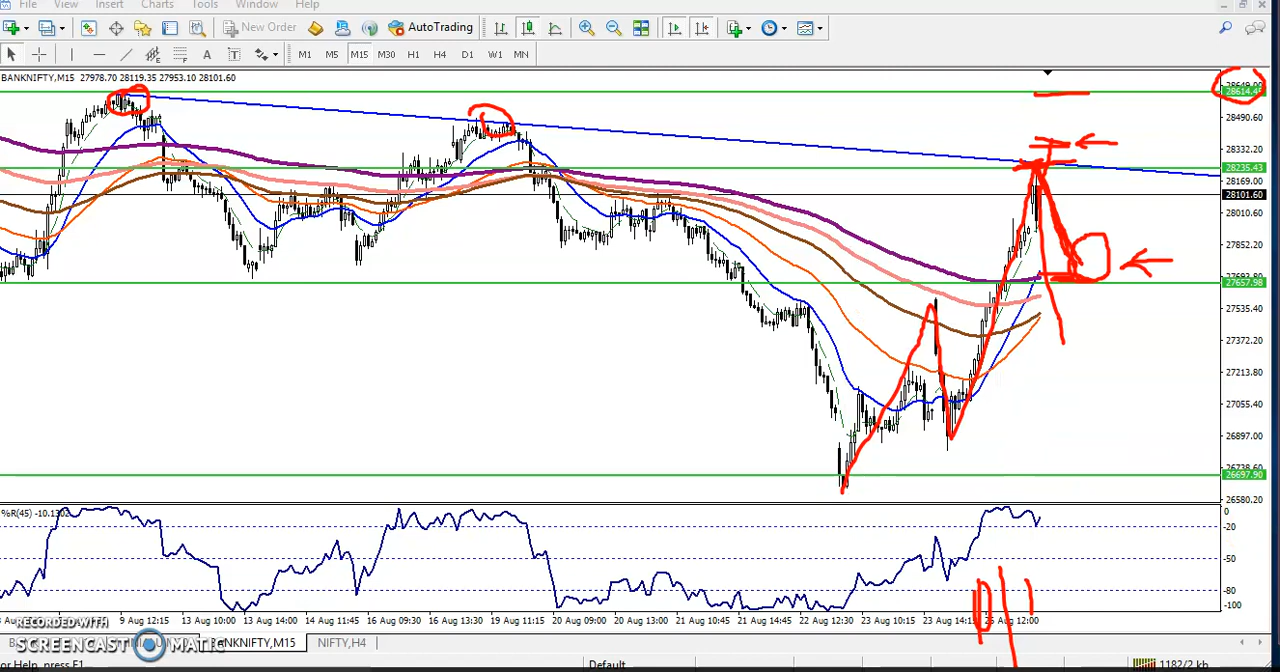 File View Insert Charts Tools Window Help
New Order AutoTrading
A T M1 M5 M15 M30 H1 H4 D1 W1 MN
BANKNIFTY,M15 27978.70 28119.35 27953.10 28101.60
28649.00
28614.45
28490.60
28332.20
28235.43
28169.00
28101.60
28010.60
27852.20
27693.80
27657.98
27535.40
27372.20
27213.80
27055.40
26897.00
26738.60
26697.90
26580.20
%R(45) -10.1302
0
-20
-50
-80
-100
9 Aug 12:15 13 Aug 10:00 13 Aug 14:00 14 Aug 11:45 16 Aug 09:30 16 Aug 13:30 19 Aug 11:15 20 Aug 09:00 20 Aug 13:00 21 Aug 10:45 21 Aug 14:45 22 Aug 12:30 23 Aug 10:15 23 Aug 14:15 Aug 12:00
RECORDED WITH
SCREENCAST MATIC
BANKNIFTY,M15 NIFTY,H4
or Help, press F1 Default 1182/2 kb